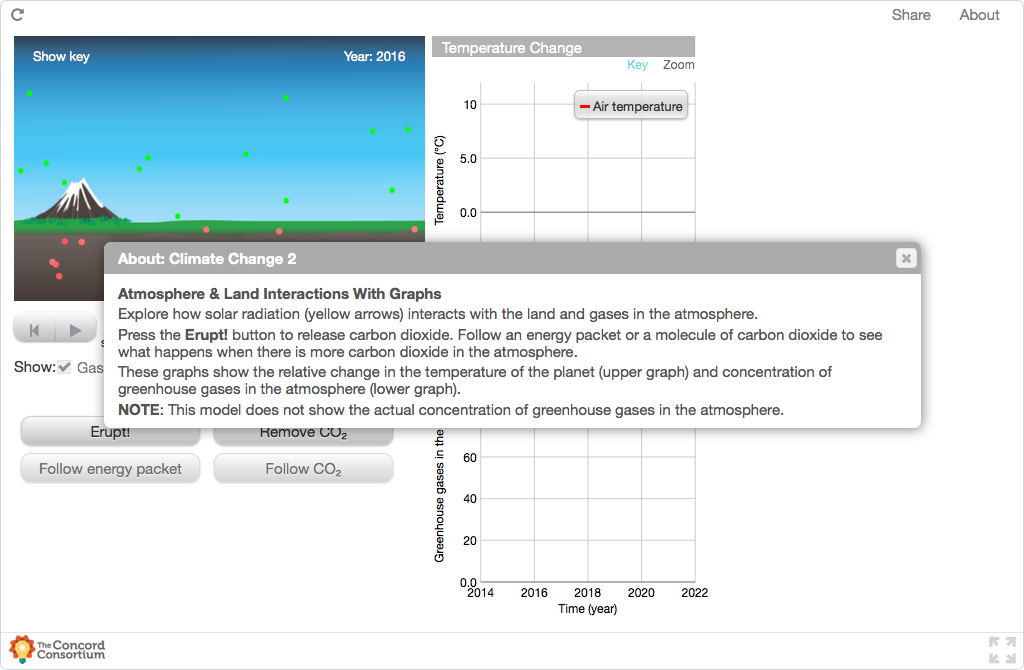 Share About
Show key Year: 2016
Temperature Change
Key Zoom
Air temperature
10
5.0
0.0
Temperature (°C)
About: Climate Change 2
Atmosphere & Land Interactions With Graphs
Explore how solar radiation (yellow arrows) interacts with the land and gases in the atmosphere.
Press the Erupt! button to release carbon dioxide. Follow an energy packet or a molecule of carbon dioxide to see
what happens when there is more carbon dioxide in the atmosphere.
These graphs show the relative change in the temperature of the planet (upper graph) and concentration of
greenhouse gases in the atmosphere (lower graph).
NOTE: This model does not show the actual concentration of greenhouse gases in the atmosphere.
Show: Gas
Erupt! Remove CO₂
Follow energy packet Follow CO₂
Greenhouse gases in the
60
40
20
0.0
2014 2016 2018 2020 2022
Time (year)
The Concord
Consortium